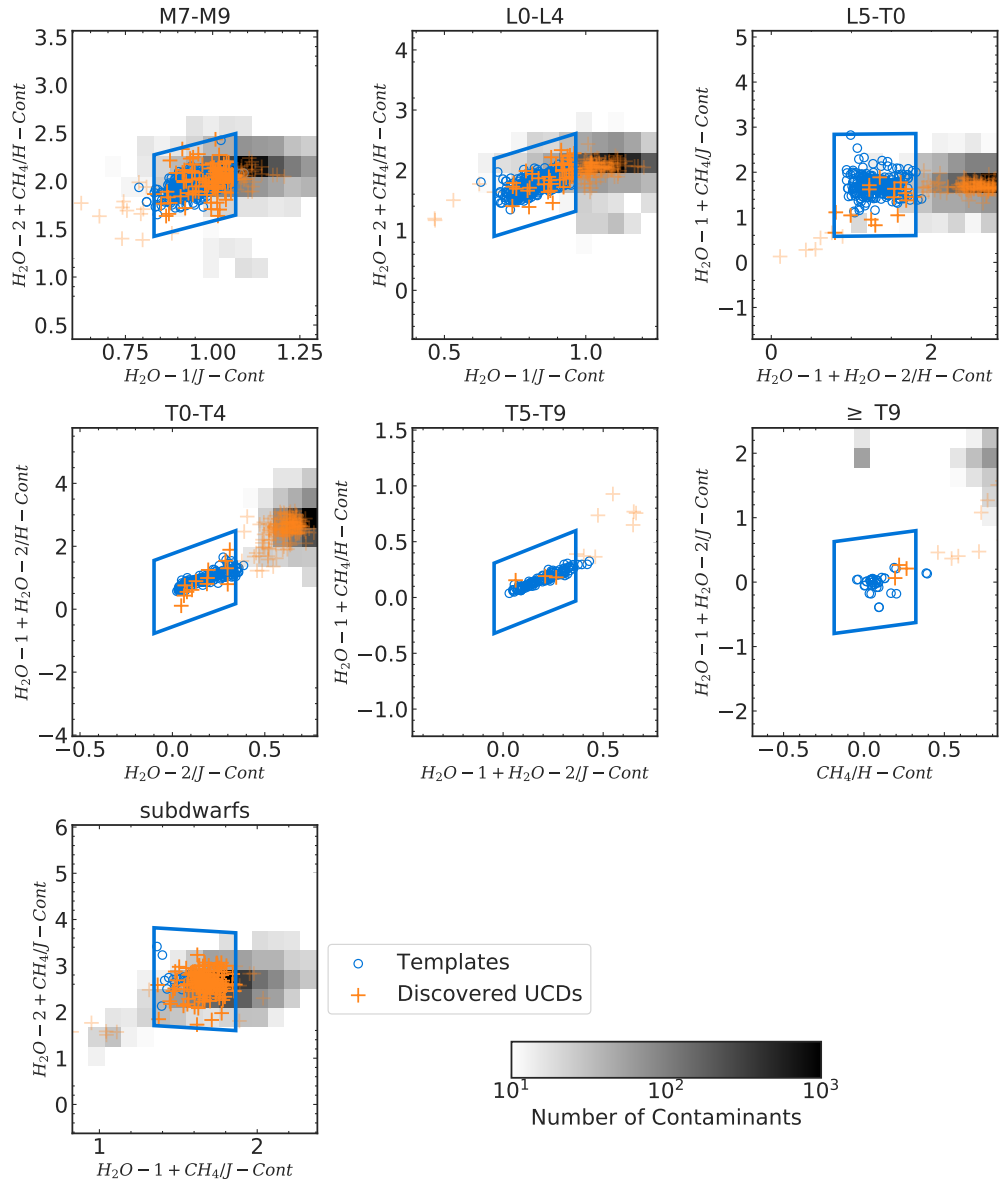 M7-M9 L0-L4 L5-T0
3.5
3.0
2.5
2.0
1.5
1.0
0.5
H₂O − 2 + CH₄/H − Cont
0.75 1.00 1.25
H₂O − 1/J − Cont
4
3
2
1
0
H₂O − 2 + CH₄/H − Cont
0.5 1.0
H₂O − 1/J − Cont
5
4
3
2
1
0
−1
H₂O − 1 + CH₄/J − Cont
0 2
H₂O − 1 + H₂O − 2/H − Cont
T0-T4 T5-T9 ≥ T9
4
2
0
−2
−4
H₂O − 1 + H₂O − 2/H − Cont
−0.5 0.0 0.5
H₂O − 2/J − Cont
1.5
1.0
0.5
0.0
−0.5
−1.0
H₂O − 1 + CH₄/H − Cont
0.0 0.5
H₂O − 1 + H₂O − 2/J − Cont
2
1
0
−1
−2
H₂O − 1 + H₂O − 2/J − Cont
−0.5 0.0 0.5
CH₄/H − Cont
subdwarfs
6
5
4
3
2
1
0
H₂O − 2 + CH₄/J − Cont
1 2
H₂O − 1 + CH₄/J − Cont
Templates
Discovered UCDs
10¹ 10² 10³
Number of Contaminants